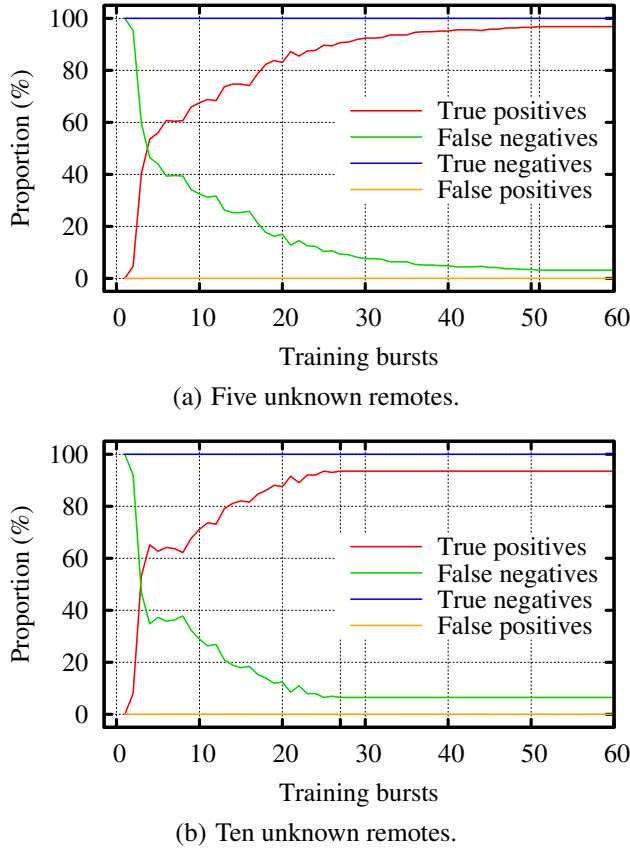 100
80
60
40
20
0
Proportion (%)
True positives
False negatives
True negatives
False positives
0 10 20 30 40 50 60
Training bursts
(a) Five unknown remotes.
100
80
60
40
20
0
Proportion (%)
True positives
False negatives
True negatives
False positives
0 10 20 30 40 50 60
Training bursts
(b) Ten unknown remotes.